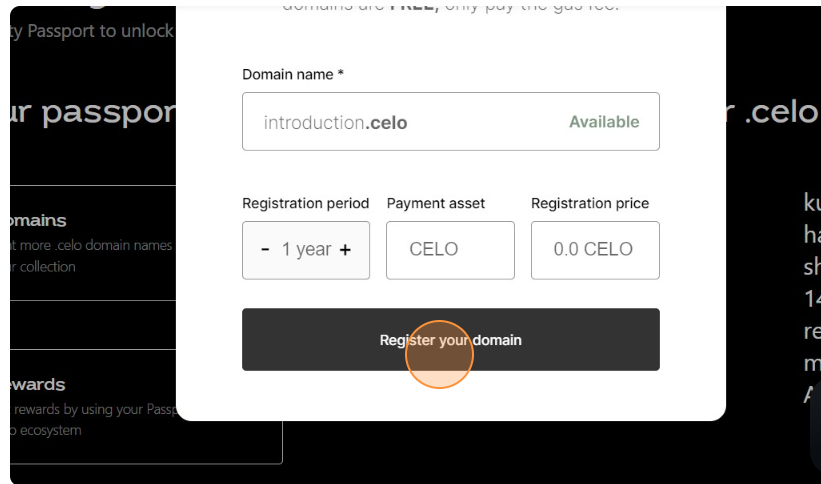 domains are FREE, only pay the gas fee.
ty Passport to unlock
ur passpor
r .celo
Domain name *
introduction.celo
Available
Registration period
Payment asset
Registration price
- 1 year +
CELO
0.0 CELO
Register your domain
omains
t more .celo domain names
r collection
ewards
rewards by using your Passp
o ecosystem
ku
ha
sh
14
re
m
A